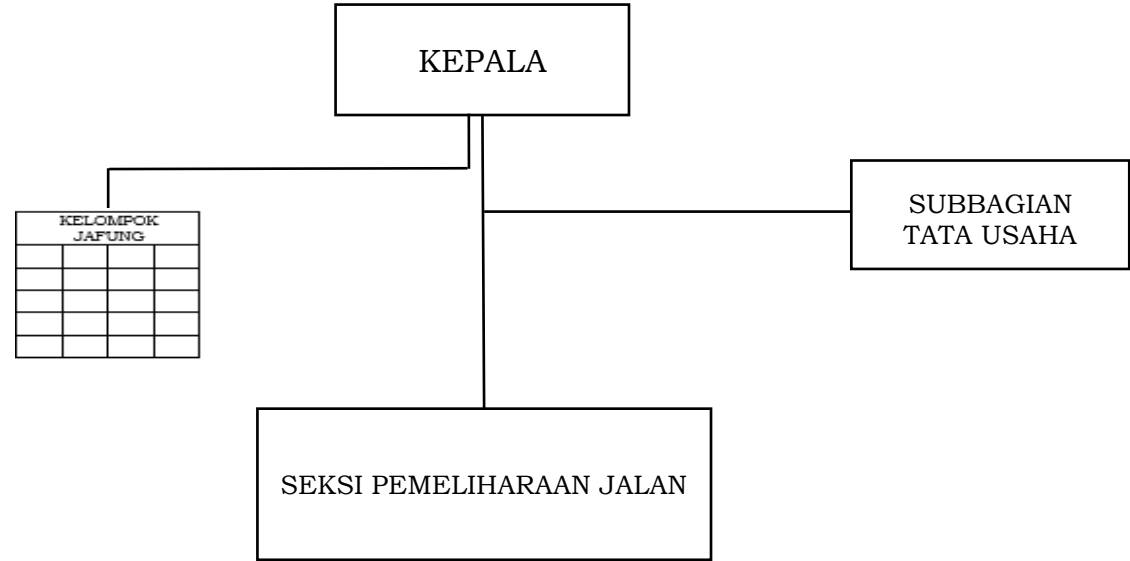 KEPALA
KELOMPOK
JAFUNG
SUBBAGIAN
TATA USAHA
SEKSI PEMELIHARAAN JALAN